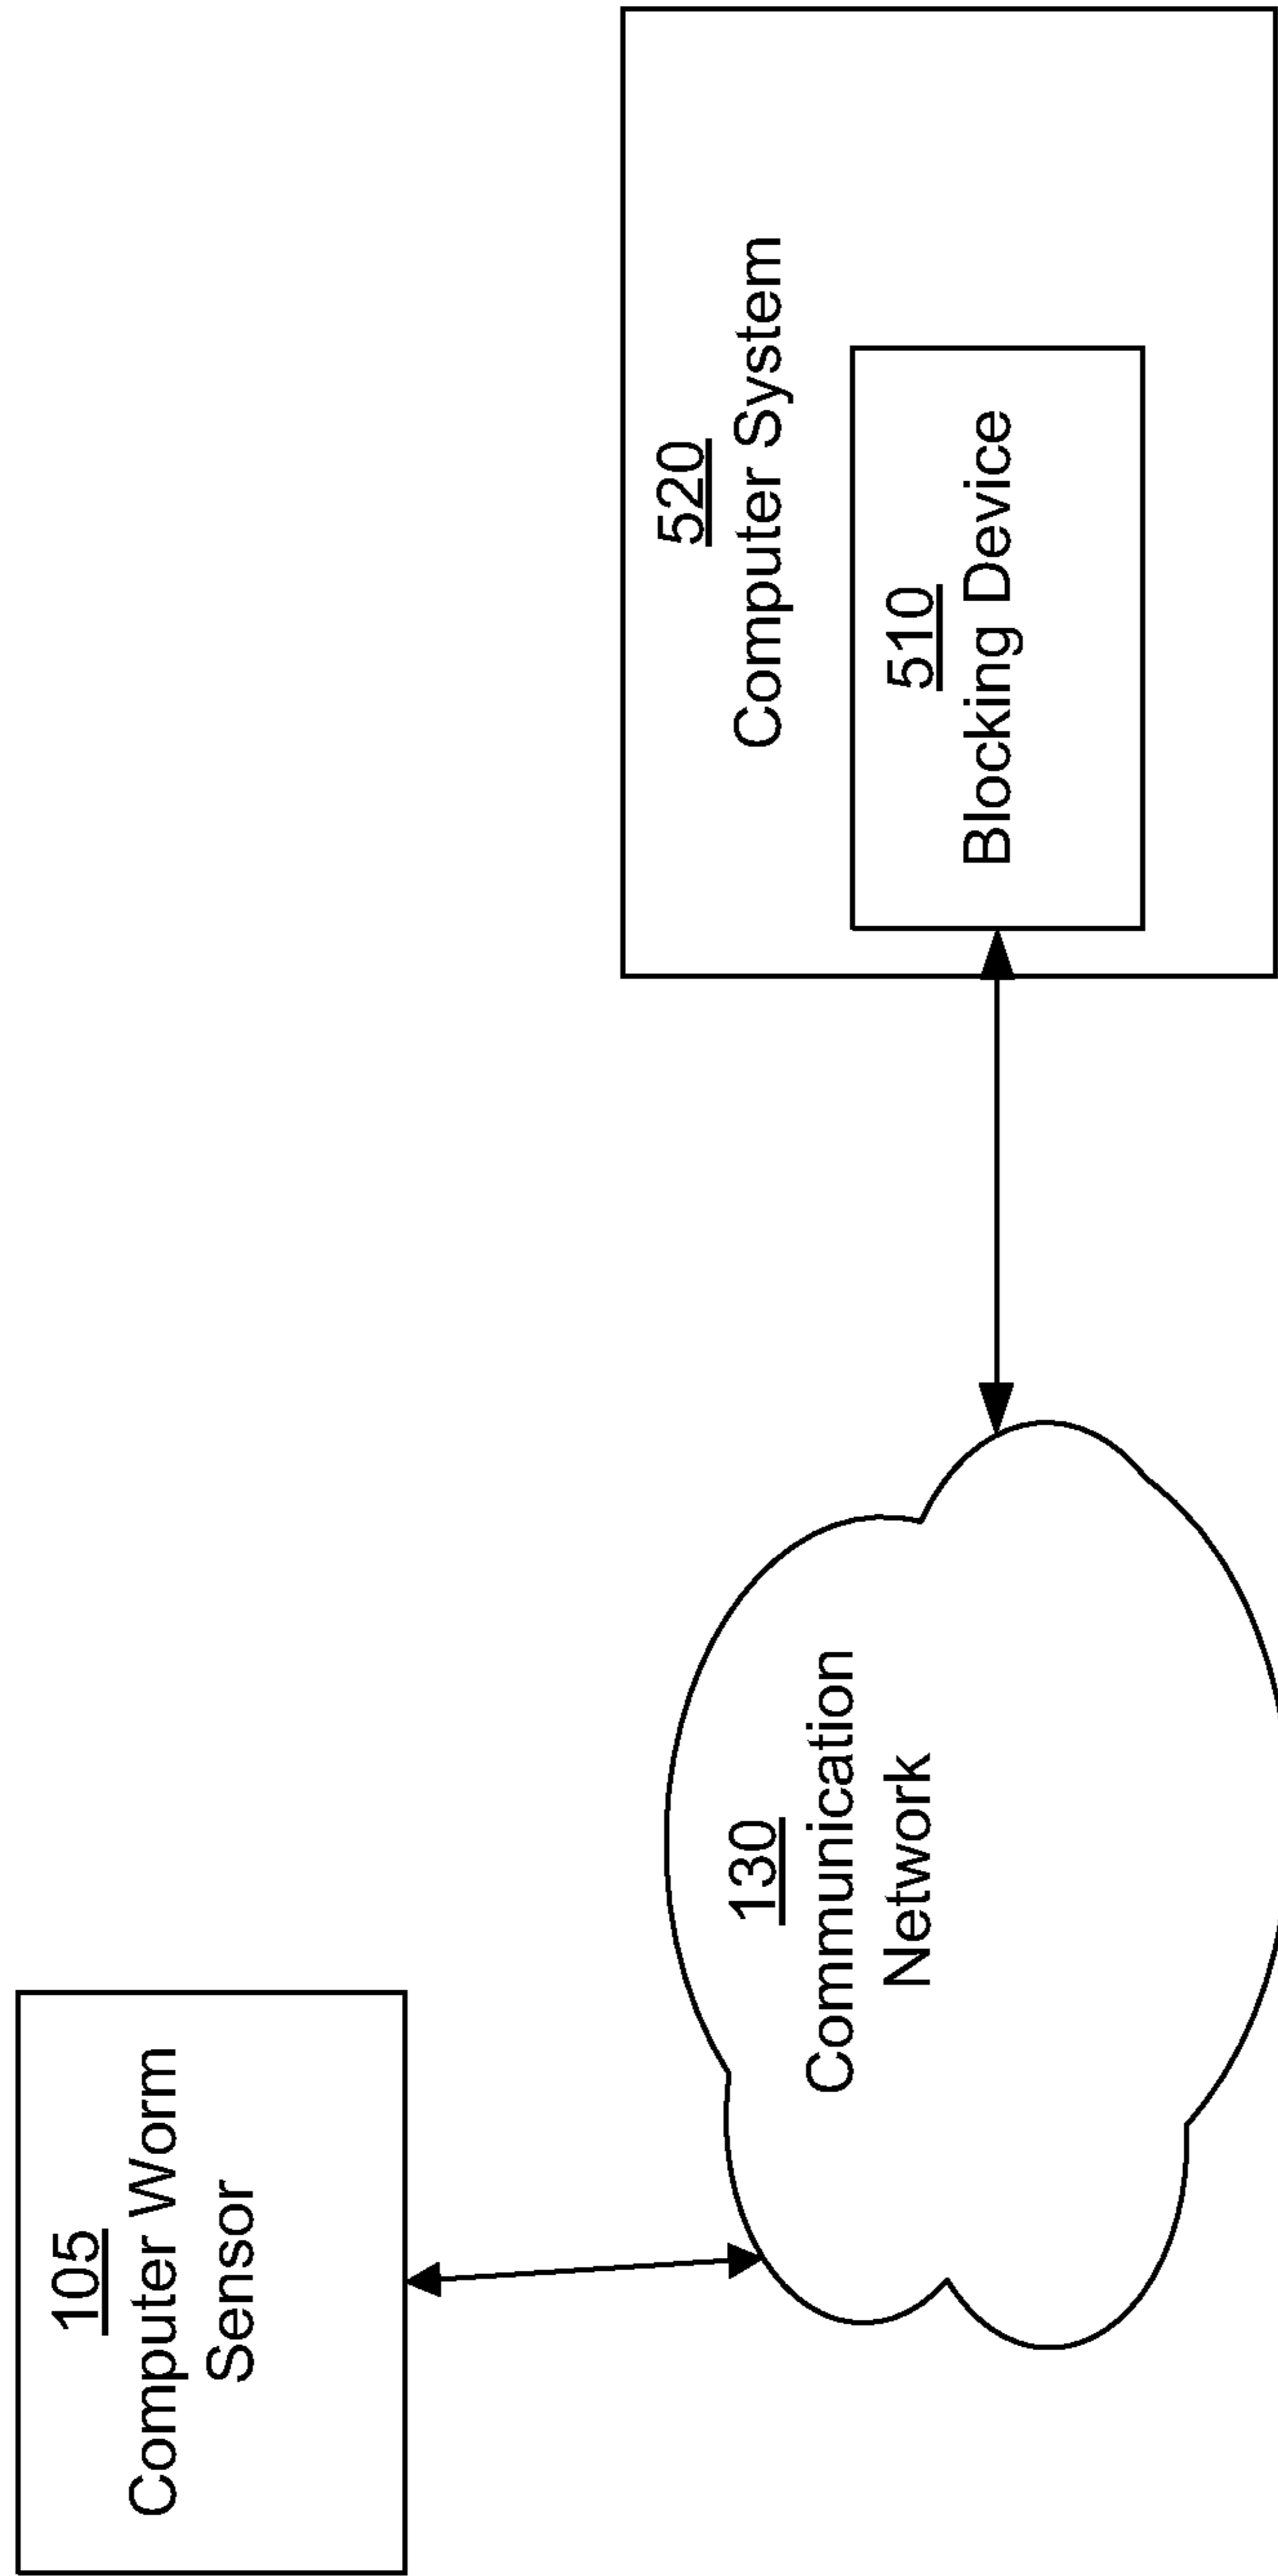 105
Computer Worm
Sensor
130
Communication
Network
520
Computer System
510
Blocking Device